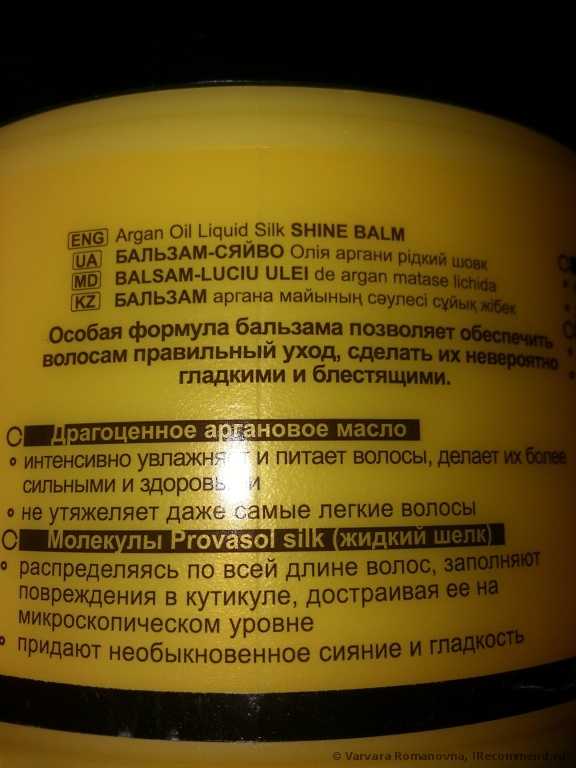 ENG Argan Oil Liquid Silk SHINE BALM
UA БАЛЬЗАМ-СЯЙВО Олія аргани рідкий шовк
MD BALSAM-LUCIU ULEI de argan matase lichida
KZ БАЛЬЗАМ аргана майының сәулесі сұйық жібек
Особая формула бальзама позволяет обеспечить
волосам правильный уход, сделать их невероятно
гладкими и блестящими.
Драгоценное аргановое масло
интенсивно увлажняет и питает волосы, делает их более
сильными и здоровыми
не утяжеляет даже самые легкие волосы
Молекулы Provasol silk (жидкий шелк)
распределяясь по всей длине волос, заполняют
повреждения в кутикуле, достраивая ее на
микроскопическом уровне
придают необыкновенное сияние и гладкость
© Varvara Romanovna, IRecommend.ru